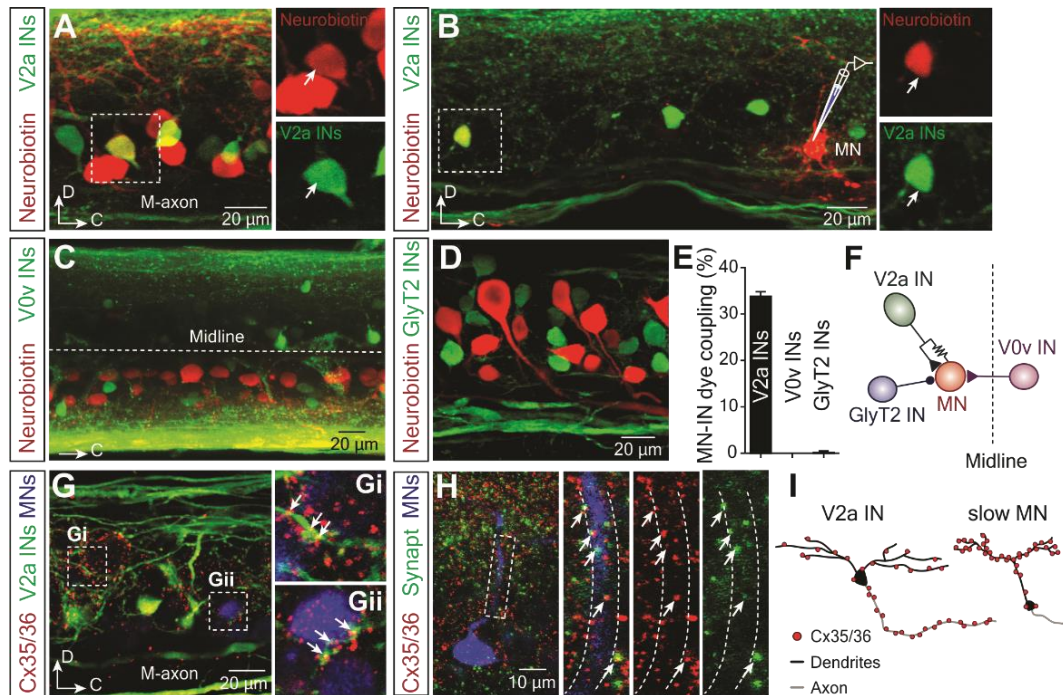 A
Neurobiotin V2a INs
Neurobiotin
V2a INs
D
C
M-axon
20 µm
B
Neurobiotin V2a INs
Neurobiotin
V2a INs
MN
D
C
20 µm
C
Neurobiotin V0v INs
Midline
C
20 µm
D
Neurobiotin GlyT2 INs
20 µm
E
MN-IN dye coupling (%)
40
30
20
10
0
V2a INs
V0v INs
GlyT2 INs
F
V2a IN
V0v IN
GlyT2 IN
MN
Midline
G
Cx35/36 V2a INs MNs
Gi
Gii
D
C
M-axon
20 µm
Gi
Gii
H
Cx35/36 Synapt MNs
10 µm
I
V2a IN
slow MN
Cx35/36
Dendrites
Axon